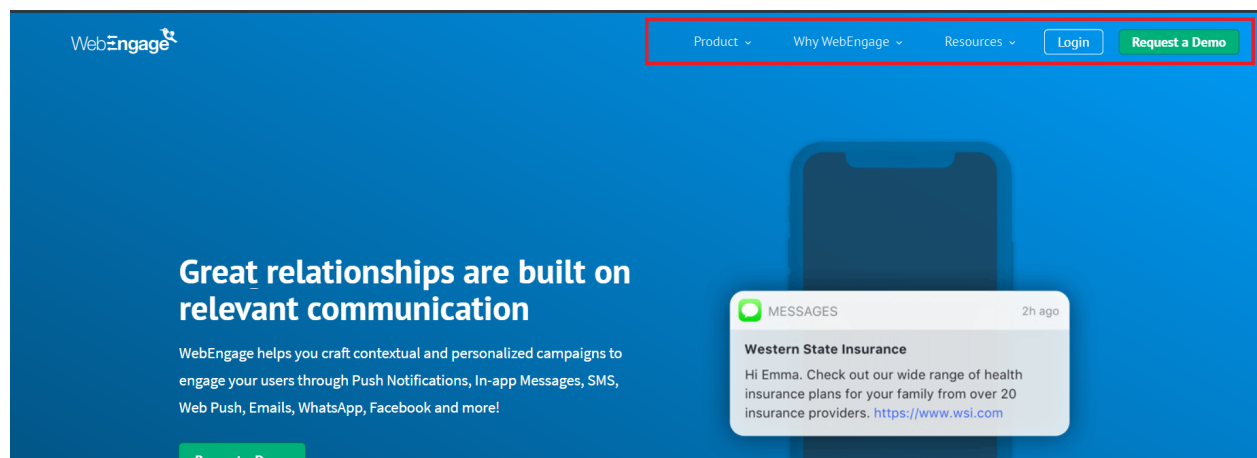 WebEngage
Product
Why WebEngage
Resources
Login
Request a Demo
Great relationships are built on
relevant communication
WebEngage helps you craft contextual and personalized campaigns to
engage your users through Push Notifications, In-app Messages, SMS,
Web Push, Emails, WhatsApp, Facebook and more!
MESSAGES 2h ago
Western State Insurance
Hi Emma. Check out our wide range of health
insurance plans for your family from over 20
insurance providers. https://www.wsi.com